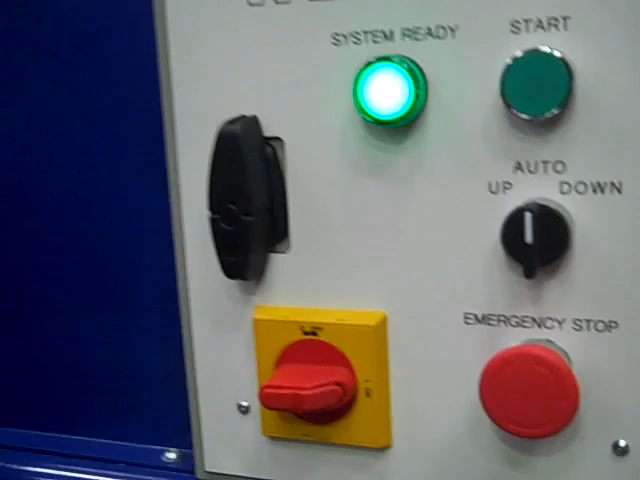 SYSTEM READY
START
AUTO
UP DOWN
EMERGENCY STOP